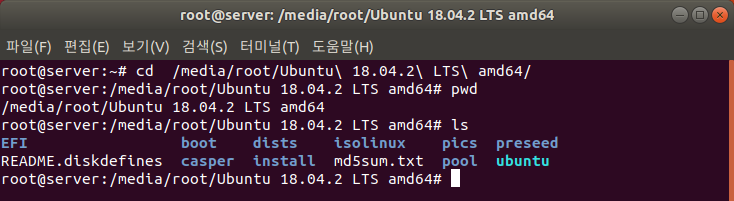 root@server: /media/root/Ubuntu 18.04.2 LTS amd64
파일(F) 편집(E) 보기(V) 검색(S) 터미널(T) 도움말(H)
root@server:~# cd  /media/root/Ubuntu\ 18.04.2\ LTS\ amd64/
root@server:/media/root/Ubuntu 18.04.2 LTS amd64# pwd
/media/root/Ubuntu 18.04.2 LTS amd64
root@server:/media/root/Ubuntu 18.04.2 LTS amd64# ls
EFI                 boot    dists    isolinux    pics  preseed
README.diskdefines  casper  install  md5sum.txt  pool  ubuntu
root@server:/media/root/Ubuntu 18.04.2 LTS amd64#